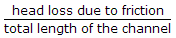 head loss due to friction
total length of the channel